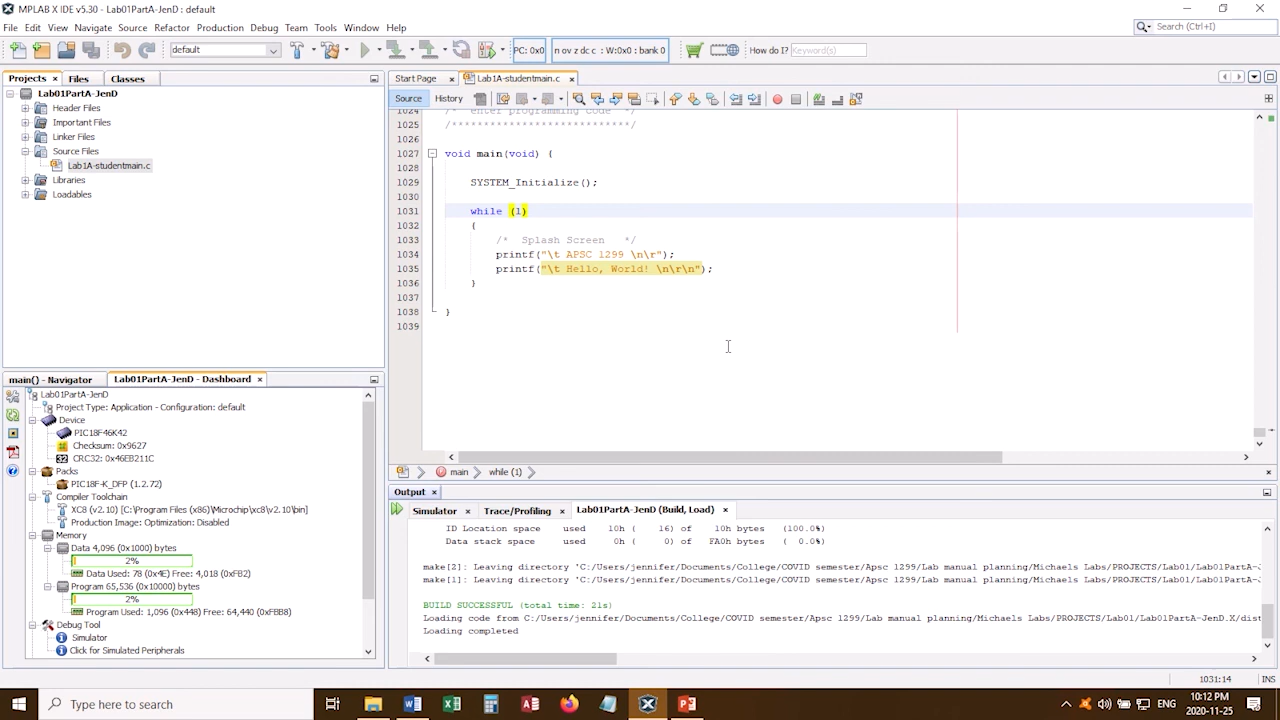 MPLAB X IDE v5.30 - Lab01PartA-JenD : default
File Edit View Navigate Source Refactor Production Debug Team Tools Window Help
Search (Ctrl+I)
default
PC: 0x0
n ov z dc c : W:0x0 : bank 0
How do I?
Keyword(s)
Projects Files Classes
Start Page
Lab1A-studentmain.c
Lab01PartA-JenD
Header Files
Important Files
Linker Files
Source Files
Lab1A-studentmain.c
Libraries
Loadables
Source History
1024 /* enter programming Code */
1025 /****************************/
1026
1027 void main(void) {
1028
1029 SYSTEM_Initialize();
1030
1031 while (1)
1032 {
1033 /* Splash Screen */
1034 printf("\t APSC 1299 \n\r");
1035 printf("\t Hello, World! \n\r\n");
1036 }
1037
1038 }
1039
main() - Navigator
Lab01PartA-JenD - Dashboard
Lab01PartA-JenD
Project Type: Application - Configuration: default
Device
PIC18F46K42
Checksum: 0x9627
CRC32: 0x46EB211C
Packs
PIC18F-K_DFP (1.2.72)
Compiler Toolchain
XC8 (v2.10) [C:\Program Files (x86)\Microchip\xc8\v2.10\bin]
Production Image: Optimization: Disabled
Memory
Data 4,096 (0x1000) bytes
2%
Data Used: 78 (0x4E) Free: 4,018 (0xFB2)
Program 65,536 (0x10000) bytes
2%
Program Used: 1,096 (0x448) Free: 64,440 (0xFBB8)
Debug Tool
Simulator
Click for Simulated Peripherals
main while (1)
Output
Simulator
Trace/Profiling
Lab01PartA-JenD (Build, Load)
ID Location space used 10h ( 16) of 10h bytes (100.0%)
Data stack space used 0h ( 0) of FA0h bytes ( 0.0%)
make[2]: Leaving directory 'C:/Users/jennifer/Documents/College/COVID semester/Apsc 1299/Lab manual planning/Michaels Labs/PROJECTS/Lab01/Lab01PartA-J
make[1]: Leaving directory 'C:/Users/jennifer/Documents/College/COVID semester/Apsc 1299/Lab manual planning/Michaels Labs/PROJECTS/Lab01/Lab01PartA-J
BUILD SUCCESSFUL (total time: 21s)
Loading code from C:/Users/jennifer/Documents/College/COVID semester/Apsc 1299/Lab manual planning/Michaels Labs/PROJECTS/Lab01/Lab01PartA-JenD.X/dist
Loading completed
1031:14 INS
Type here to search
ENG
10:12 PM
2020-11-25